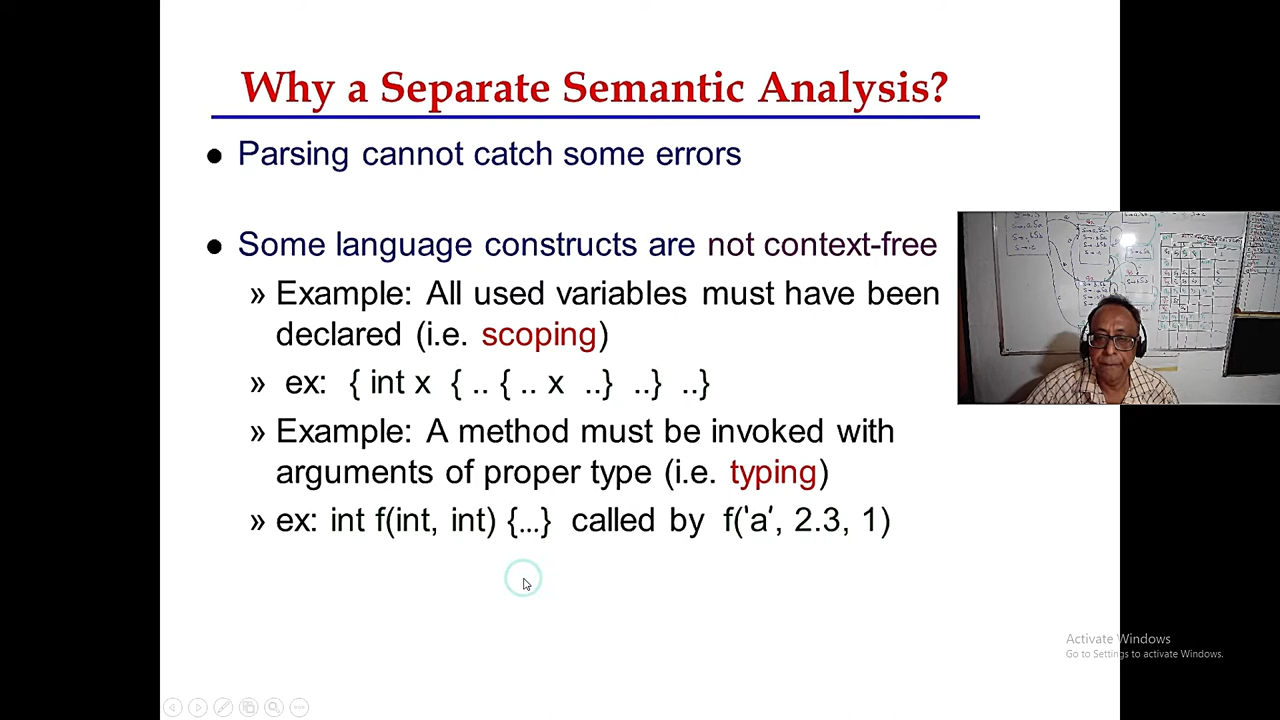 Why a Separate Semantic Analysis?
● Parsing cannot catch some errors
● Some language constructs are not context-free
» Example: All used variables must have been
declared (i.e. scoping)
» ex: { int x { .. { .. x ..} ..} ..}
» Example: A method must be invoked with
arguments of proper type (i.e. typing)
» ex: int f(int, int) {...} called by f('a', 2.3, 1)
Activate Windows
Go to Settings to activate Windows.